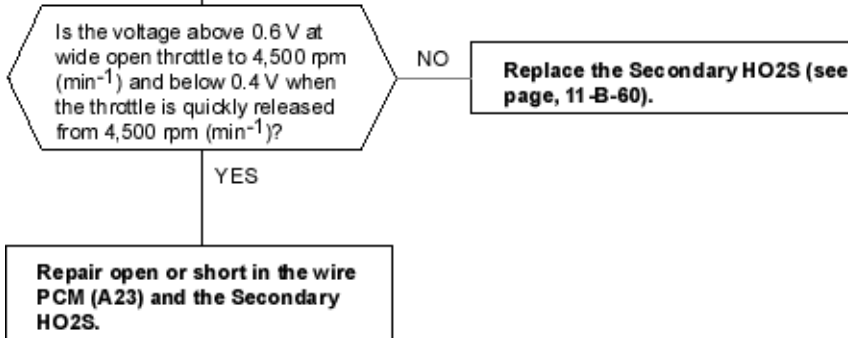 Is the voltage above 0.6 V at
wide open throttle to 4,500 rpm
(min-1) and below 0.4 V when
the throttle is quickly released
from 4,500 rpm (min-1)?
NO
Replace the Secondary HO2S (see
page, 11-B-60).
YES
Repair open or short in the wire
PCM (A23) and the Secondary
HO2S.